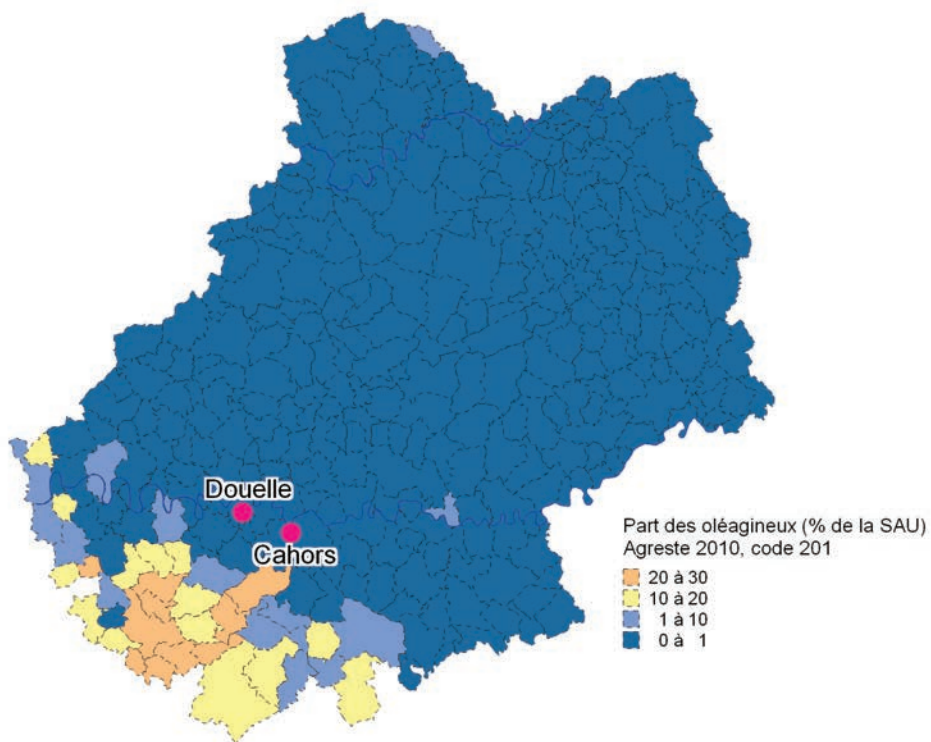 Douelle
Cahors
Part des oléagineux (% de la SAU)
Agreste 2010, code 201
20 à 30
10 à 20
1 à 10
0 à 1